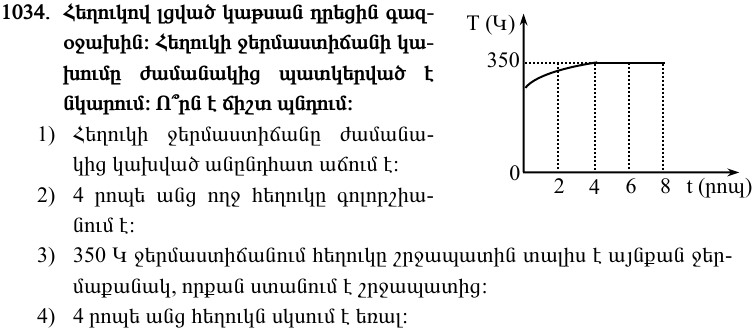 1034. Հեղուկով լցված կաթսան դրեցին գազ-
օջախին: Հեղուկի ջերմաստիճանի կա-
խումը ժամանակից պատկերված է
նկարում: Ո՞րն է ճիշտ պնդում:
1) Հեղուկի ջերմաստիճանը ժամանա-
կից կախված անընդհատ աճում է:
2) 4 րոպե անց ողջ հեղուկը գոլորշիա-
նում է:
3) 350 Կ ջերմաստիճանում հեղուկը շրջապատին տալիս է այնքան ջեր-
մաքանակ, որքան ստանում է շրջապատից:
4) 4 րոպե անց հեղուկն սկսում է եռալ:
T (Կ)
350
0
2 4 6 8 t (րոպ)